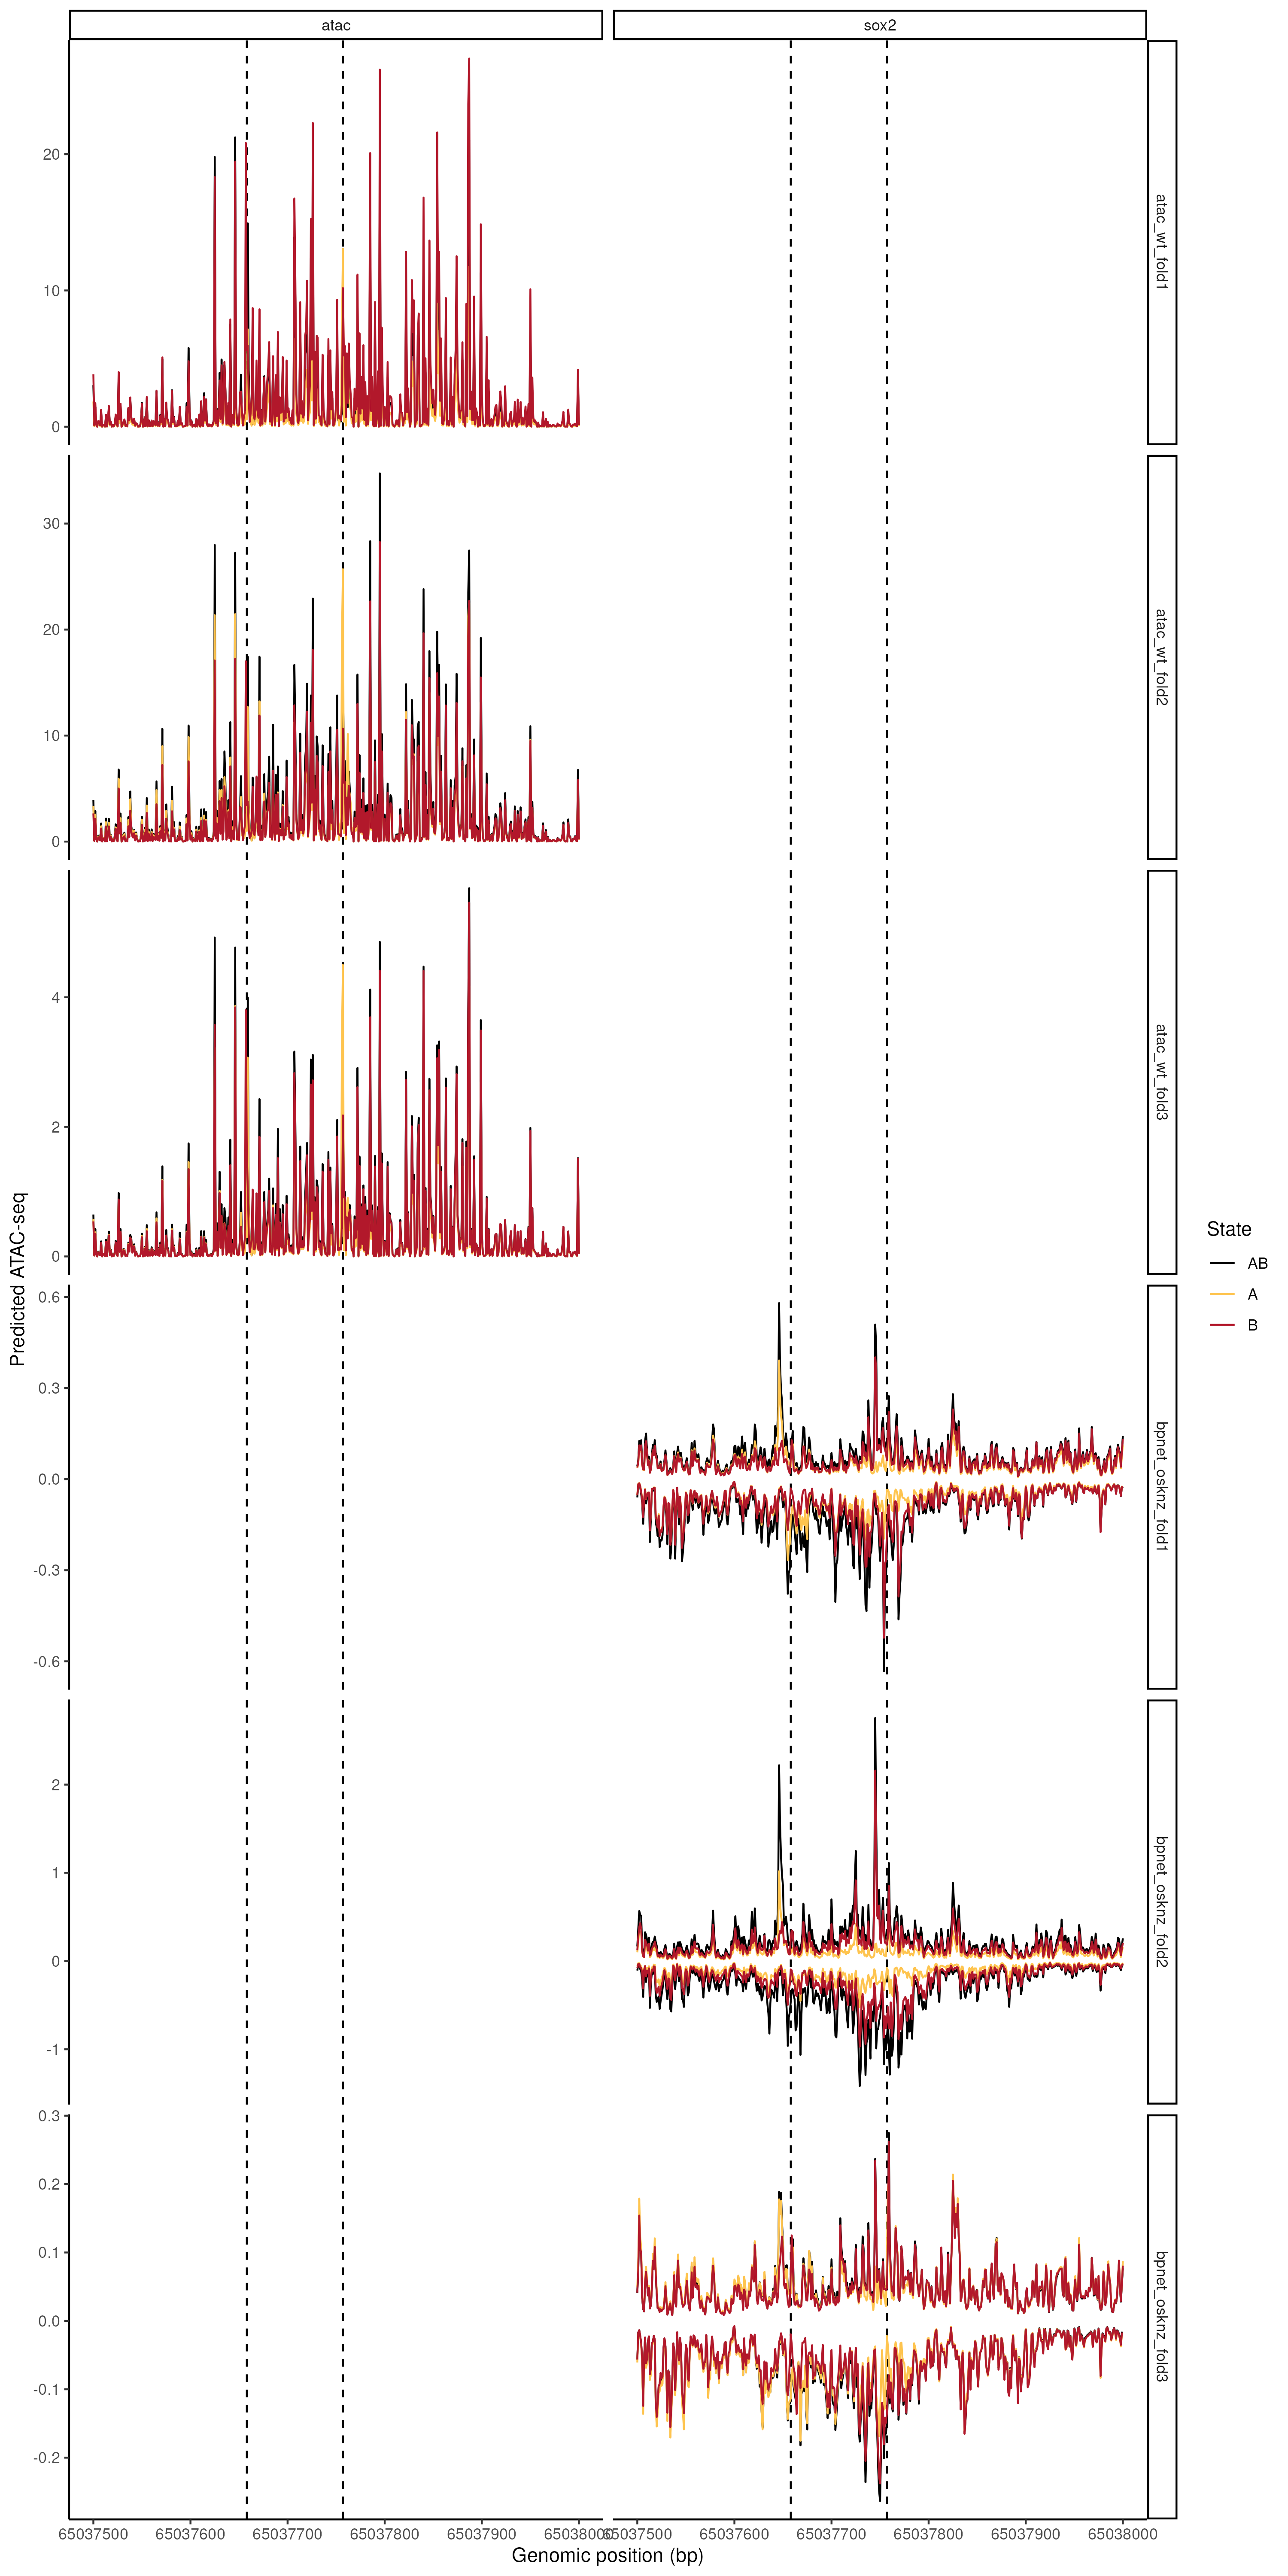 atac
sox2
20
10
0
atac_wt_fold1
30
20
10
0
atac_wt_fold2
4
2
0
atac_wt_fold3
Predicted ATAC-seq
State
AB
A
B
0.6
0.3
0.0
-0.3
-0.6
bpnet_osknz_fold1
2
1
0
-1
bpnet_osknz_fold2
0.3
0.2
0.1
0.0
-0.1
-0.2
bpnet_osknz_fold3
65037500 65037600 65037700 65037800 65037900 65038000 65037500 65037600 65037700 65037800 65037900 65038000
Genomic position (bp)